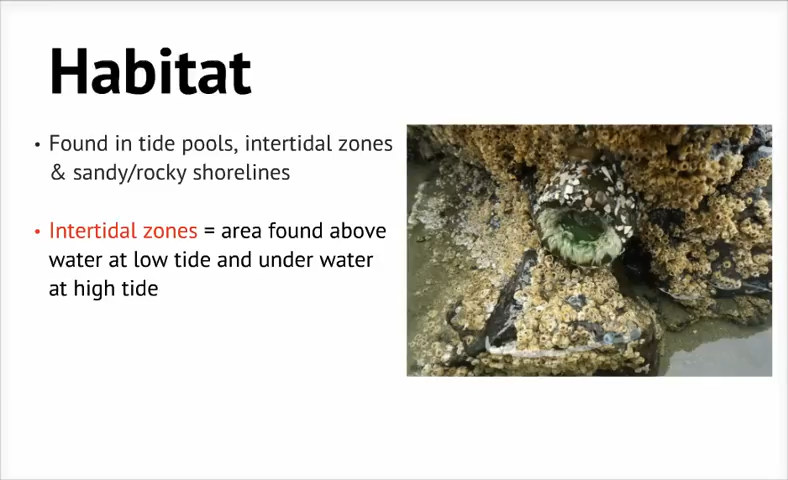 Habitat
• Found in tide pools, intertidal zones
& sandy/rocky shorelines
• Intertidal zones = area found above
water at low tide and under water
at high tide